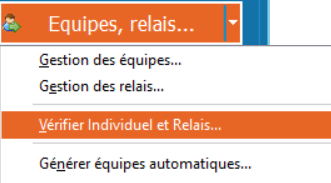 Equipes, relais...
Gestion des équipes...
Gestion des relais...
Vérifier Individuel et Relais...
Générer équipes automatiques...